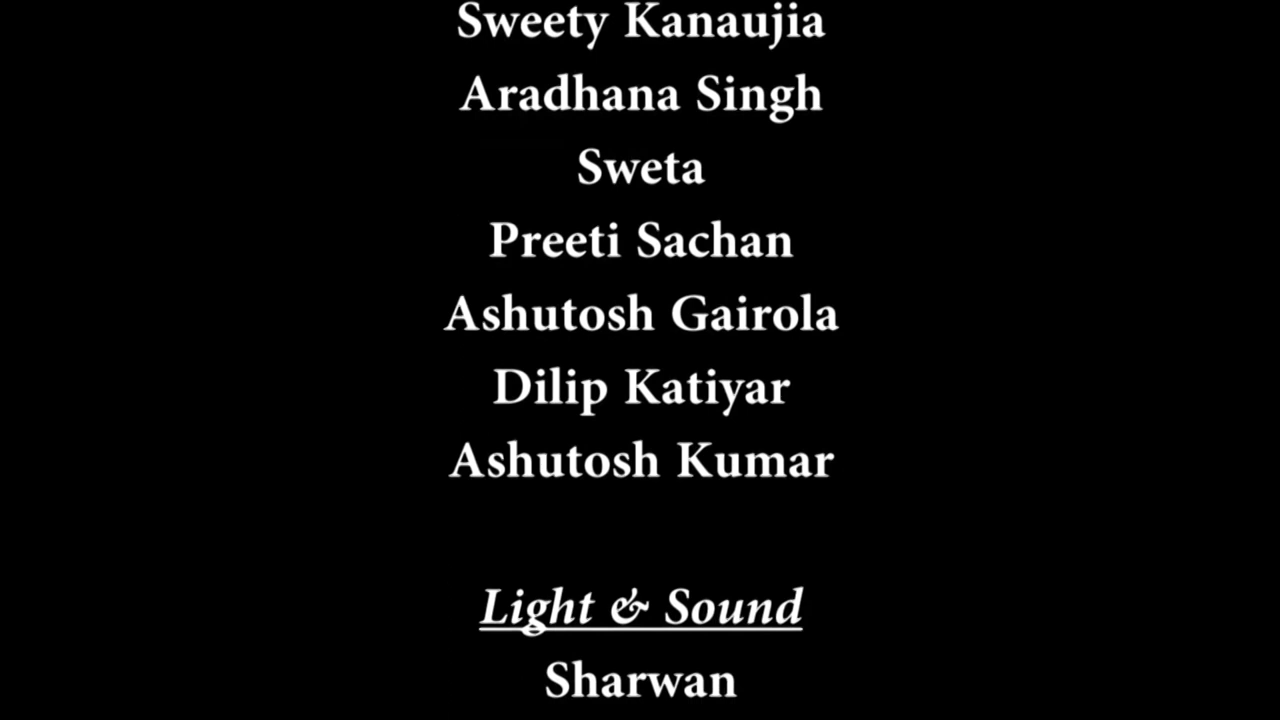 Sweety Kanaujia
Aradhana Singh
Sweta
Preeti Sachan
Ashutosh Gairola
Dilip Katiyar
Ashutosh Kumar
Light & Sound
Sharwan